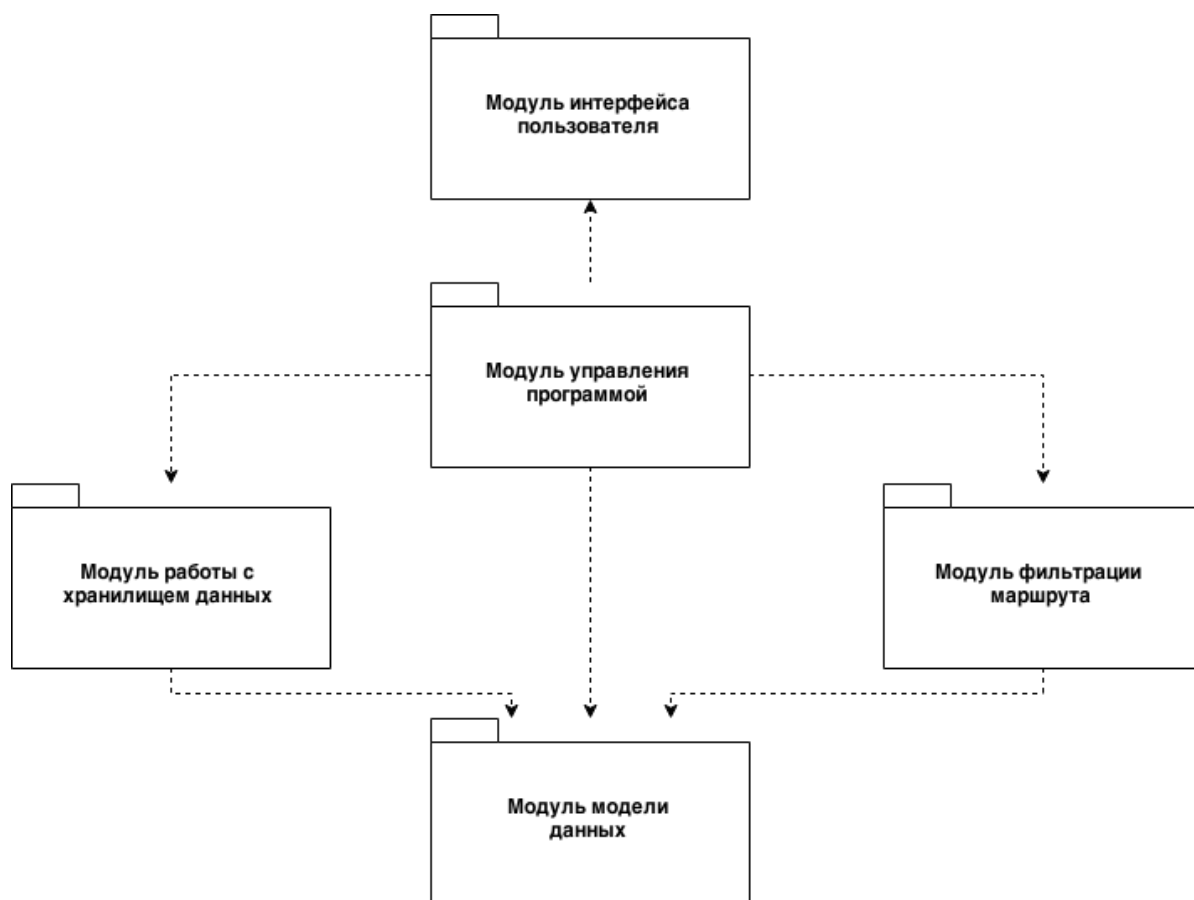 Модуль интерфейса
пользователя
Модуль управления
программой
Модуль работы с
хранилищем данных
Модуль фильтрации
маршрута
Модуль модели
данных